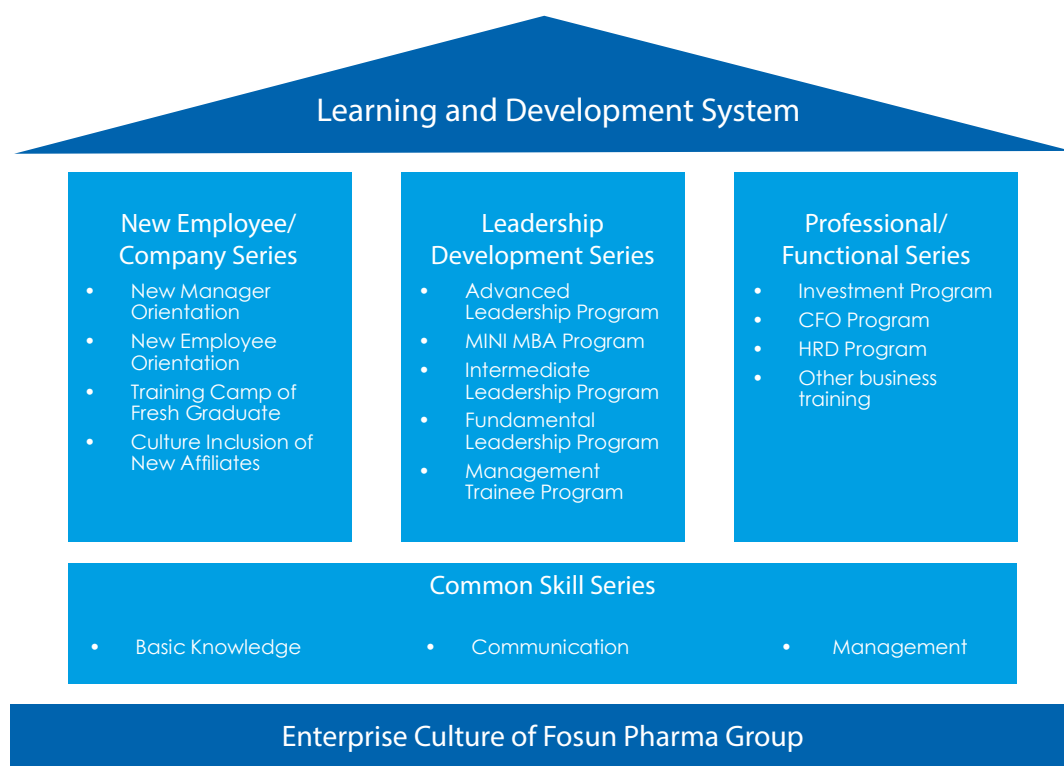 Learning and Development System
New Employee/
Company Series
• New Manager
Orientation
• New Employee
Orientation
• Training Camp of
Fresh Graduate
• Culture Inclusion of
New Affiliates
Leadership
Development Series
• Advanced
Leadership Program
• MINI MBA Program
• Intermediate
Leadership Program
• Fundamental
Leadership Program
• Management
Trainee Program
Professional/
Functional Series
• Investment Program
• CFO Program
• HRD Program
• Other business
training
Common Skill Series
• Basic Knowledge • Communication • Management
Enterprise Culture of Fosun Pharma Group